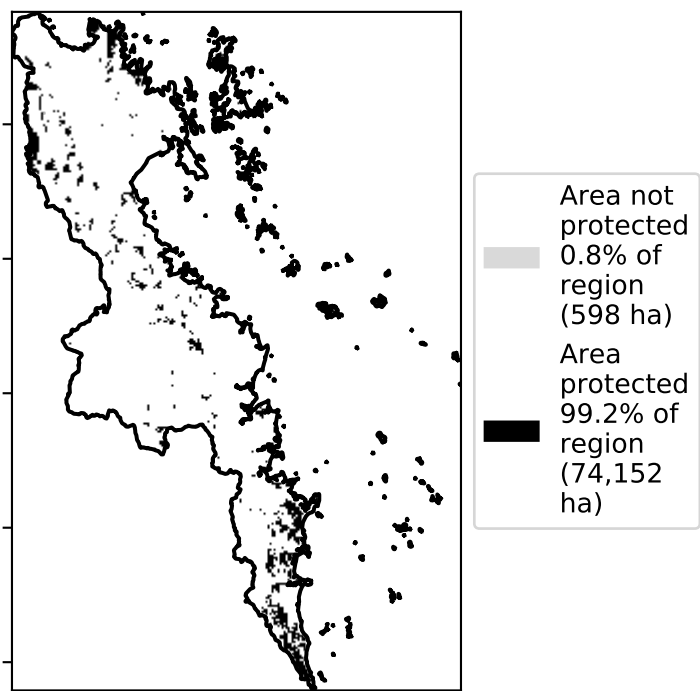 Area not
protected
0.8% of
region
(598 ha)
Area
protected
99.2% of
region
(74,152
ha)